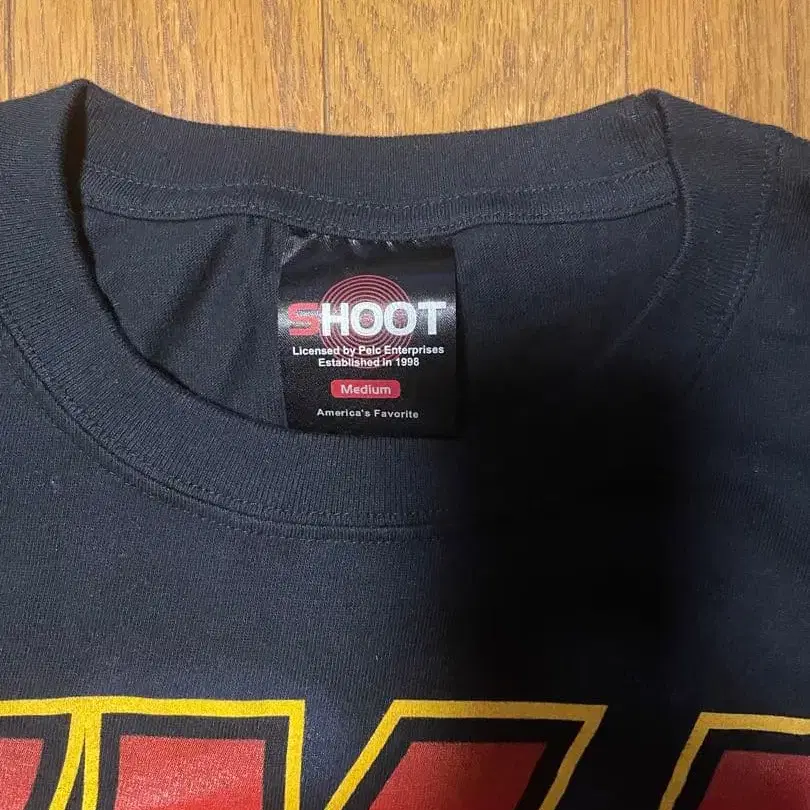 SHOOT
Licensed by Pelc Enterprises
Established in 1998
Medium
America's Favorite